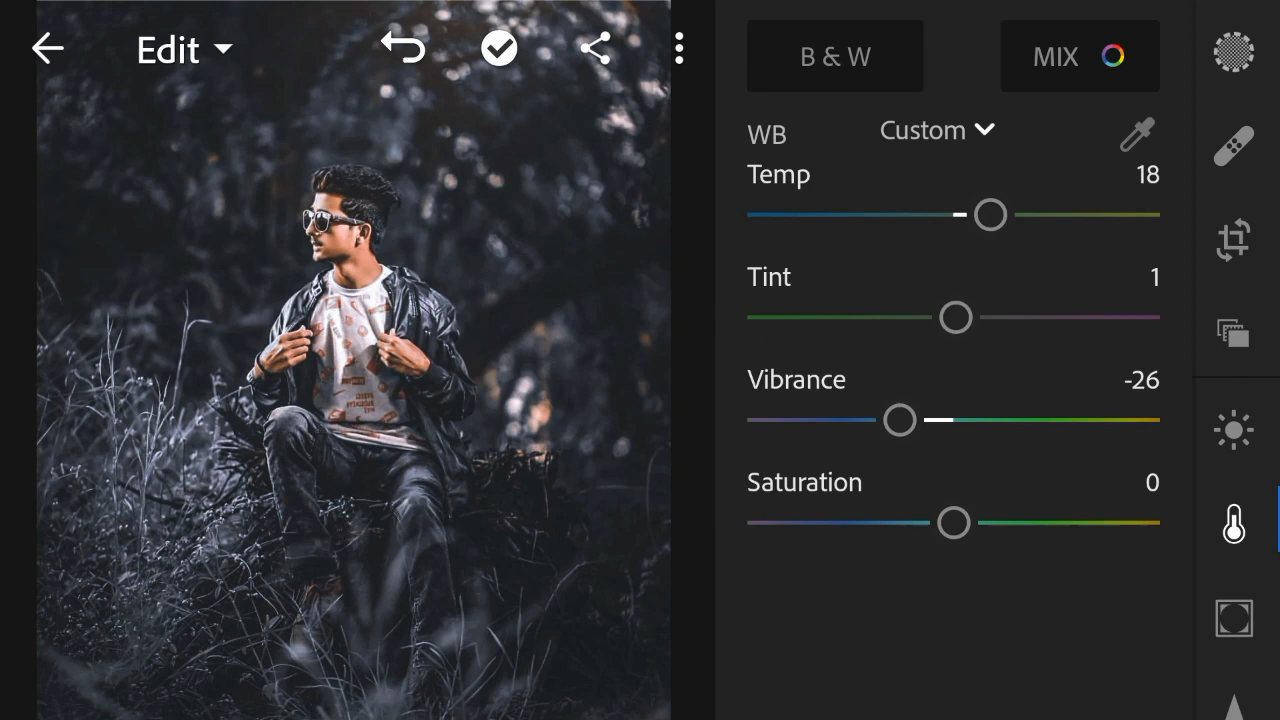 Edit
B & W
MIX
WB
Custom
Temp
18
Tint
1
Vibrance
-26
Saturation
0